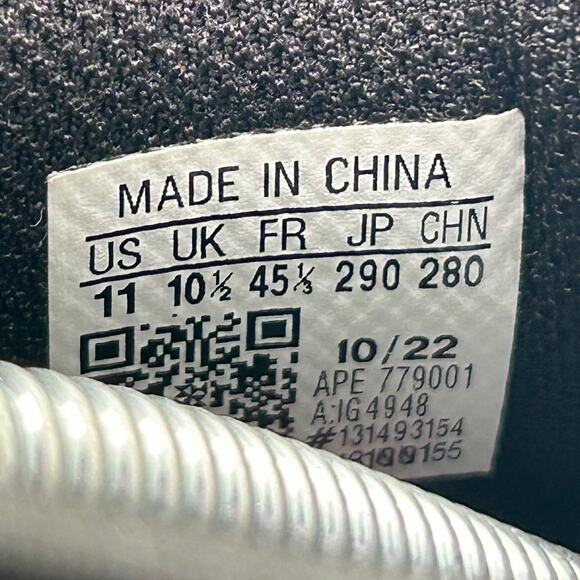 MADE IN CHINA
US UK FR JP CHN
11 10½ 45⅓ 290 280
10/22
APE 779001
A:IG4948
#131493154